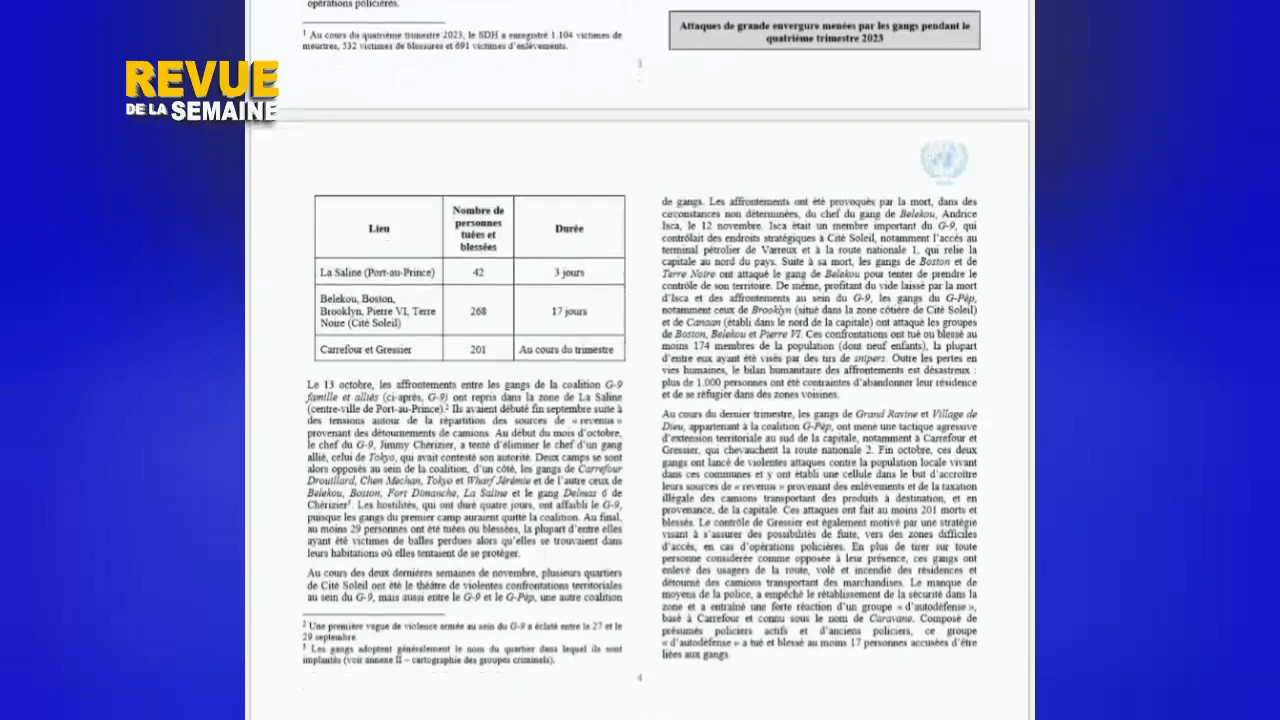 opérations policières.
¹ Au cours du quatrième trimestre 2023, le SDH a enregistré 1.104 victimes de
meurtres, 532 victimes de blessures et 691 victimes d'enlèvements.
Attaques de grande envergure menées par les gangs pendant le
quatrième trimestre 2023
3
REVUE
DE LA SEMAINE
Lieu
Nombre de
personnes
tuées et
blessées
Durée
La Saline (Port-au-Prince)
42
3 jours
Belekou, Boston,
Brooklyn, Pierre VI, Terre
Noire (Cité Soleil)
268
17 jours
Carrefour et Gressier
201
Au cours du trimestre
Le 13 octobre, les affrontements entre les gangs de la coalition G-9
famille et alliés (ci-après, G-9) ont repris dans la zone de La Saline
(centre-ville de Port-au-Prince).² Ils avaient débuté fin septembre suite à
des tensions autour de la répartition des sources de « revenus »
provenant des détournements de camions. Au début du mois d'octobre,
le chef du G-9, Jimmy Chérizier, a tenté d'éliminer le chef d'un gang
allié, celui de Tokyo, qui avait contesté son autorité. Deux camps se sont
alors opposés au sein de la coalition, d'un côté, les gangs de Carrefour
Drouillard, Chen Mechan, Tokyo et Wharf Jérémie et de l'autre ceux de
Belekou, Boston, Fort Dimanche, La Saline et le gang Delmas 6 de
Chérizier³. Les hostilités, qui ont duré quatre jours, ont affaibli le G-9,
puisque les gangs du premier camp auraient quitté la coalition. Au final,
au moins 29 personnes ont été tuées ou blessées, la plupart d'entre elles
ayant été victimes de balles perdues alors qu'elles se trouvaient dans
leurs habitations où elles tentaient de se protéger.
Au cours des deux dernières semaines de novembre, plusieurs quartiers
de Cité Soleil ont été le théâtre de violentes confrontations territoriales
au sein du G-9, mais aussi entre le G-9 et le G-Pèp, une autre coalition
² Une première vague de violence armée au sein du G-9 a éclaté entre le 27 et le
29 septembre.
³ Les gangs adoptent généralement le nom du quartier dans lequel ils sont
implantés (voir annexe II – cartographie des groupes criminels).
de gangs. Les affrontements ont été provoqués par la mort, dans des
circonstances non déterminées, du chef du gang de Belekou, Andrice
Isca, le 12 novembre. Isca était un membre important du G-9, qui
contrôlait des endroits stratégiques à Cité Soleil, notamment l'accès au
terminal pétrolier de Varreux et à la route nationale 1, qui relie la
capitale au nord du pays. Suite à sa mort, les gangs de Boston et de
Terre Noire ont attaqué le gang de Belekou pour tenter de prendre le
contrôle de son territoire. De même, profitant du vide laissé par la mort
d'Isca et des affrontements au sein du G-9, les gangs du G-Pèp,
notamment ceux de Brooklyn (situé dans la zone côtière de Cité Soleil)
et de Canaan (établi dans le nord de la capitale) ont attaqué les groupes
de Boston, Belekou et Pierre VI. Ces confrontations ont tué ou blessé au
moins 174 membres de la population (dont neuf enfants), la plupart
d'entre eux ayant été visés par des tirs de snipers. Outre les pertes en
vies humaines, le bilan humanitaire des affrontements est désastreux :
plus de 1.000 personnes ont été contraintes d'abandonner leur résidence
et de se réfugier dans des zones voisines.
Au cours du dernier trimestre, les gangs de Grand Ravine et Village de
Dieu, appartenant à la coalition G-Pèp, ont mené une tactique agressive
d'extension territoriale au sud de la capitale, notamment à Carrefour et
Gressier, qui chevauchent la route nationale 2. Fin octobre, ces deux
gangs ont lancé de violentes attaques contre la population locale vivant
dans ces communes et y ont établi une cellule dans le but d'accroître
leurs sources de « revenus » provenant des enlèvements et de la taxation
illégale des camions transportant des produits à destination, et en
provenance, de la capitale. Ces attaques ont fait au moins 201 morts et
blessés. Le contrôle de Gressier est également motivé par une stratégie
visant à s'assurer des possibilités de fuite, vers des zones difficiles
d'accès, en cas d'opérations policières. En plus de tirer sur toute
personne considérée comme opposée à leur présence, ces gangs ont
enlevé des usagers de la route, volé et incendié des résidences et
détourné des camions transportant des marchandises. Le manque de
moyens de la police, a empêché le rétablissement de la sécurité dans la
zone et a entraîné une forte réaction d'un groupe « d'autodéfense »,
basé à Carrefour et connu sous le nom de Caravane. Composé de
présumés policiers actifs et d'anciens policiers, ce groupe
« d'autodéfense » a tué et blessé au moins 17 personnes accusées d'être
liées aux gangs.
4